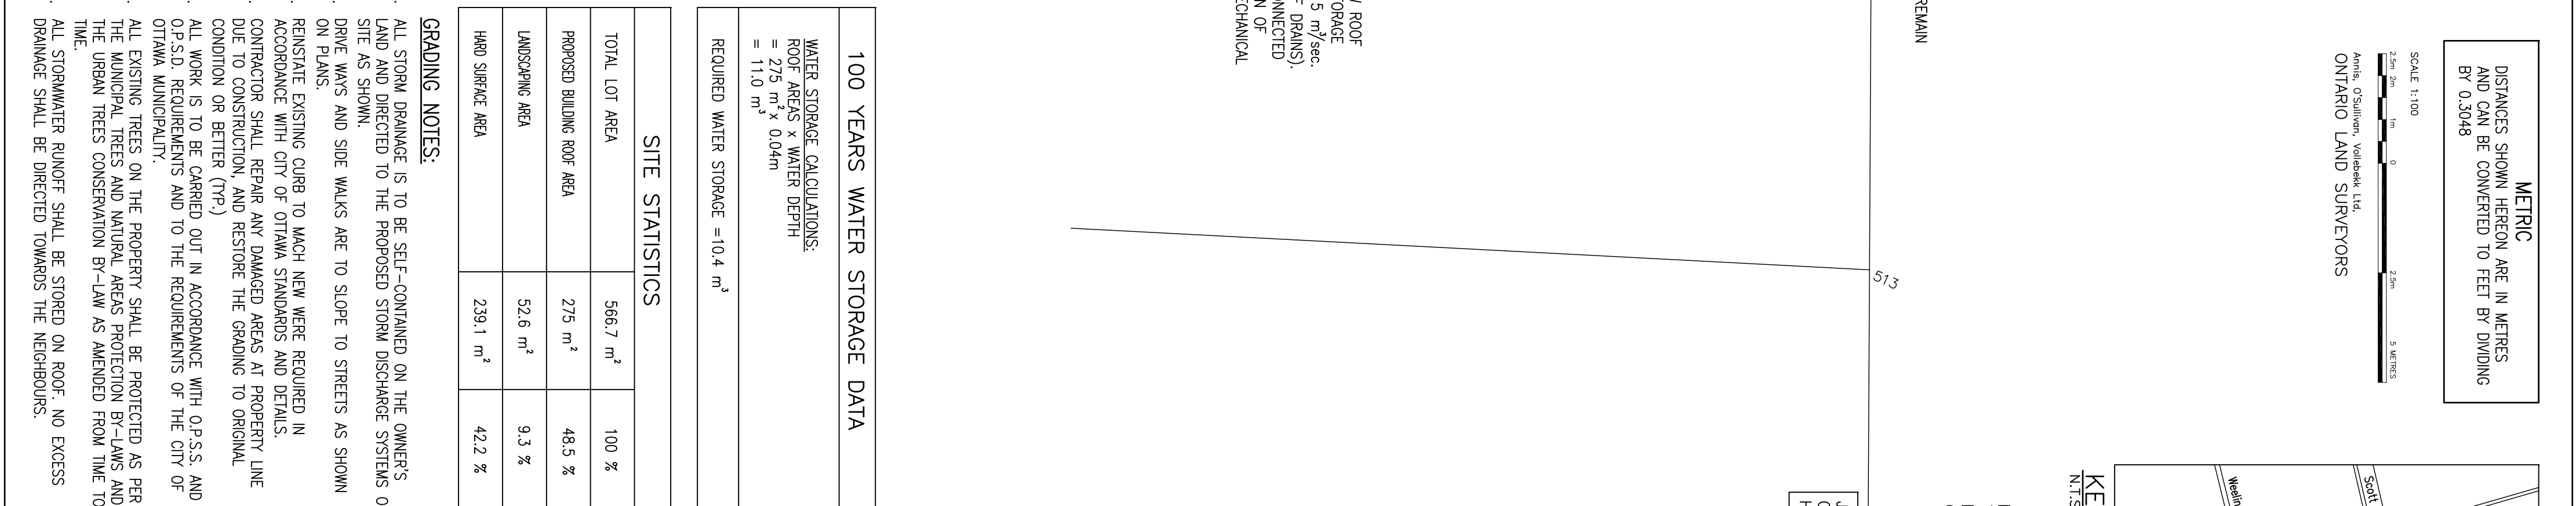 METRIC
DISTANCES SHOWN HEREON ARE IN METRES
AND CAN BE CONVERTED TO FEET BY DIVIDING
BY 0.3048
SCALE 1:100
2.5m 2m 1m 0 2.5m 5 METRES
Annis, O'Sullivan, Vollebekk Ltd,
ONTARIO LAND SURVEYORS
Scott
KE
N.T.S
REMAIN
513
ROOF
TORAGE
5 m³/sec.
F DRAINS).
ONNECTED
N OF
ECHANICAL
100 YEARS WATER STORAGE DATA
WATER STORAGE CALCULATIONS:
ROOF AREAS x WATER DEPTH
= 275 m² x 0.04m
= 11.0 m³
REQUIRED WATER STORAGE =10.4 m³
SITE STATISTICS
TOTAL LOT AREA 566.7 m² 100 %
PROPOSED BUILDING ROOF AREA 275 m² 48.5 %
LANDSCAPING AREA 52.6 m² 9.3 %
HARD SURFACE AREA 239.1 m² 42.2 %
GRADING NOTES:
. ALL STORM DRAINAGE IS TO BE SELF-CONTAINED ON THE OWNER'S
LAND AND DIRECTED TO THE PROPOSED STORM DISCHARGE SYSTEMS O
SITE AS SHOWN.
. DRIVE WAYS AND SIDE WALKS ARE TO SLOPE TO STREETS AS SHOWN
ON PLANS.
. REINSTATE EXISTING CURB TO MACH NEW WERE REQUIRED IN
ACCORDANCE WITH CITY OF OTTAWA STANDARDS AND DETAILS.
. CONTRACTOR SHALL REPAIR ANY DAMAGED AREAS AT PROPERTY LINE
DUE TO CONSTRUCTION, AND RESTORE THE GRADING TO ORIGINAL
CONDITION OR BETTER (TYP.)
. ALL WORK IS TO BE CARRIED OUT IN ACCORDANCE WITH O.P.S.S. AND
O.P.S.D. REQUIREMENTS AND TO THE REQUIREMENTS OF THE CITY OF
OTTAWA MUNICIPALITY.
. ALL EXISTING TREES ON THE PROPERTY SHALL BE PROTECTED AS PER
THE MUNICIPAL TREES AND NATURAL AREAS PROTECTION BY-LAWS AND
THE URBAN TREES CONSERVATION BY-LAW AS AMENDED FROM TIME TO
TIME.
. ALL STORMWATER RUNOFF SHALL BE STORED ON ROOF. NO EXCESS
DRAINAGE SHALL BE DIRECTED TOWARDS THE NEIGHBOURS.